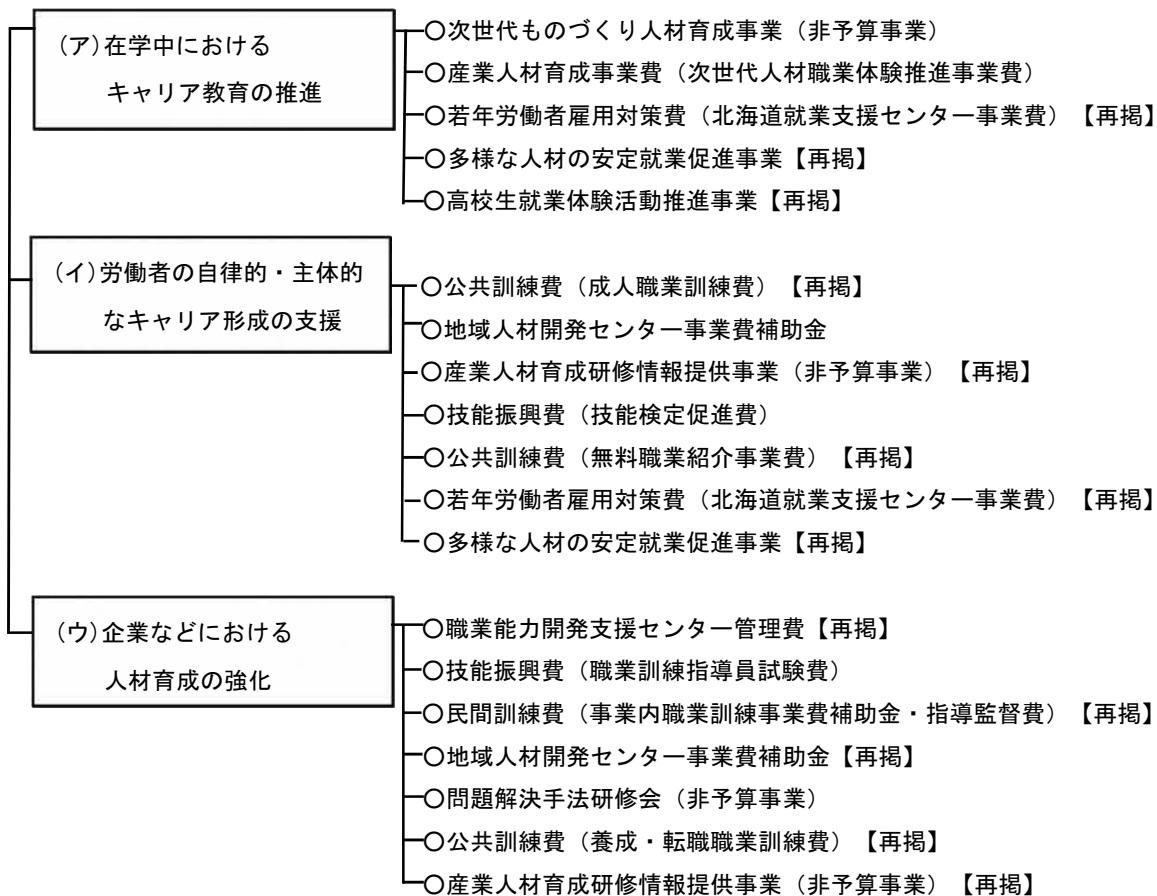 (ア)在学中における
キャリア教育の推進
○次世代ものづくり人材育成事業（非予算事業）
○産業人材育成事業費（次世代人材職業体験推進事業費）
○若年労働者雇用対策費（北海道就業支援センター事業費）【再掲】
○多様な人材の安定就業促進事業【再掲】
○高校生就業体験活動推進事業【再掲】
(イ)労働者の自律的・主体的
なキャリア形成の支援
○公共訓練費（成人職業訓練費）【再掲】
○地域人材開発センター事業費補助金
○産業人材育成研修情報提供事業（非予算事業）【再掲】
○技能振興費（技能検定促進費）
○公共訓練費（無料職業紹介事業費）【再掲】
○若年労働者雇用対策費（北海道就業支援センター事業費）【再掲】
○多様な人材の安定就業促進事業【再掲】
(ウ)企業などにおける
人材育成の強化
○職業能力開発支援センター管理費【再掲】
○技能振興費（職業訓練指導員試験費）
○民間訓練費（事業内職業訓練事業費補助金・指導監督費）【再掲】
○地域人材開発センター事業費補助金【再掲】
○問題解決手法研修会（非予算事業）
○公共訓練費（養成・転職職業訓練費）【再掲】
○産業人材育成研修情報提供事業（非予算事業）【再掲】